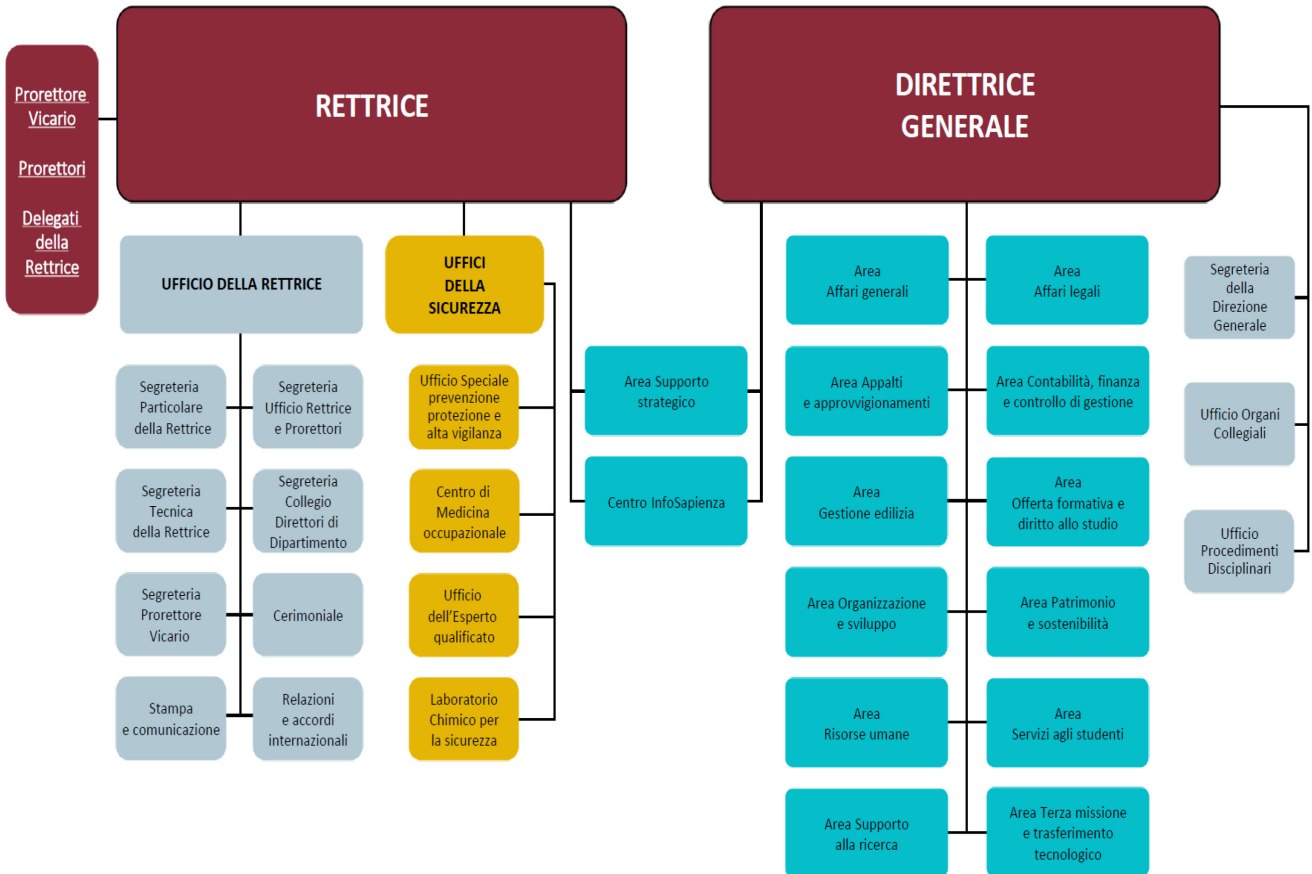 Prorettore
Vicario
Prorettori
Delegati
della
Rettrice
RETTRICE
DIRETTRICE
GENERALE
UFFICIO DELLA RETTRICE
Segreteria
Particolare
della Rettrice
Segreteria
Ufficio Rettrice
e Prorettori
Segreteria
Tecnica
della Rettrice
Segreteria
Collegio
Direttori di
Dipartimento
Segreteria
Prorettore
Vicario
Cerimoniale
Stampa
e comunicazione
Relazioni
e accordi
internazionali
UFFICI
DELLA
SICUREZZA
Ufficio Speciale
prevenzione
protezione e
alta vigilanza
Centro di
Medicina
occupazionale
Ufficio
dell’Esperto
qualificato
Laboratorio
Chimico per
la sicurezza
Area Supporto
strategico
Centro InfoSapienza
Area
Affari generali
Area
Affari legali
Area Appalti
e approvvigionamenti
Area Contabilità, finanza
e controllo di gestione
Area
Gestione edilizia
Area
Offerta formativa e
diritto allo studio
Area Organizzazione
e sviluppo
Area Patrimonio
e sostenibilità
Area
Risorse umane
Area
Servizi agli studenti
Area Supporto
alla ricerca
Area Terza missione
e trasferimento
tecnologico
Segreteria
della
Direzione
Generale
Ufficio Organi
Collegiali
Ufficio
Procedimenti
Disciplinari